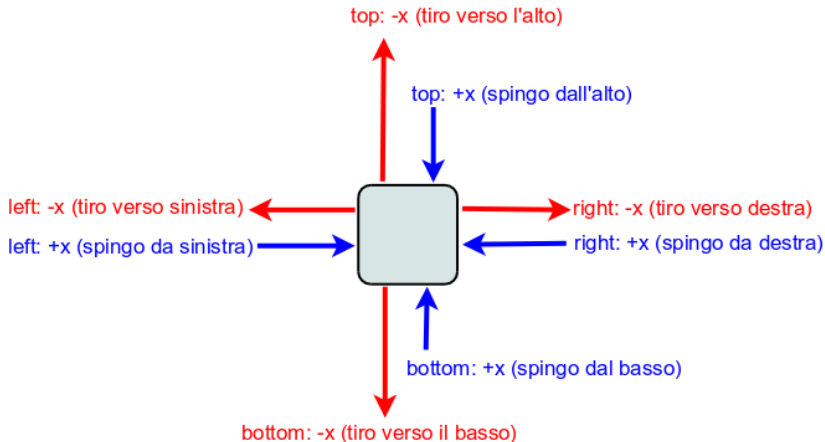 top: -x (tiro verso l'alto)
top: +x (spingo dall'alto)
left: -x (tiro verso sinistra)
right: -x (tiro verso destra)
left: +x (spingo da sinistra)
right: +x (spingo da destra)
bottom: +x (spingo dal basso)
bottom: -x (tiro verso il basso)